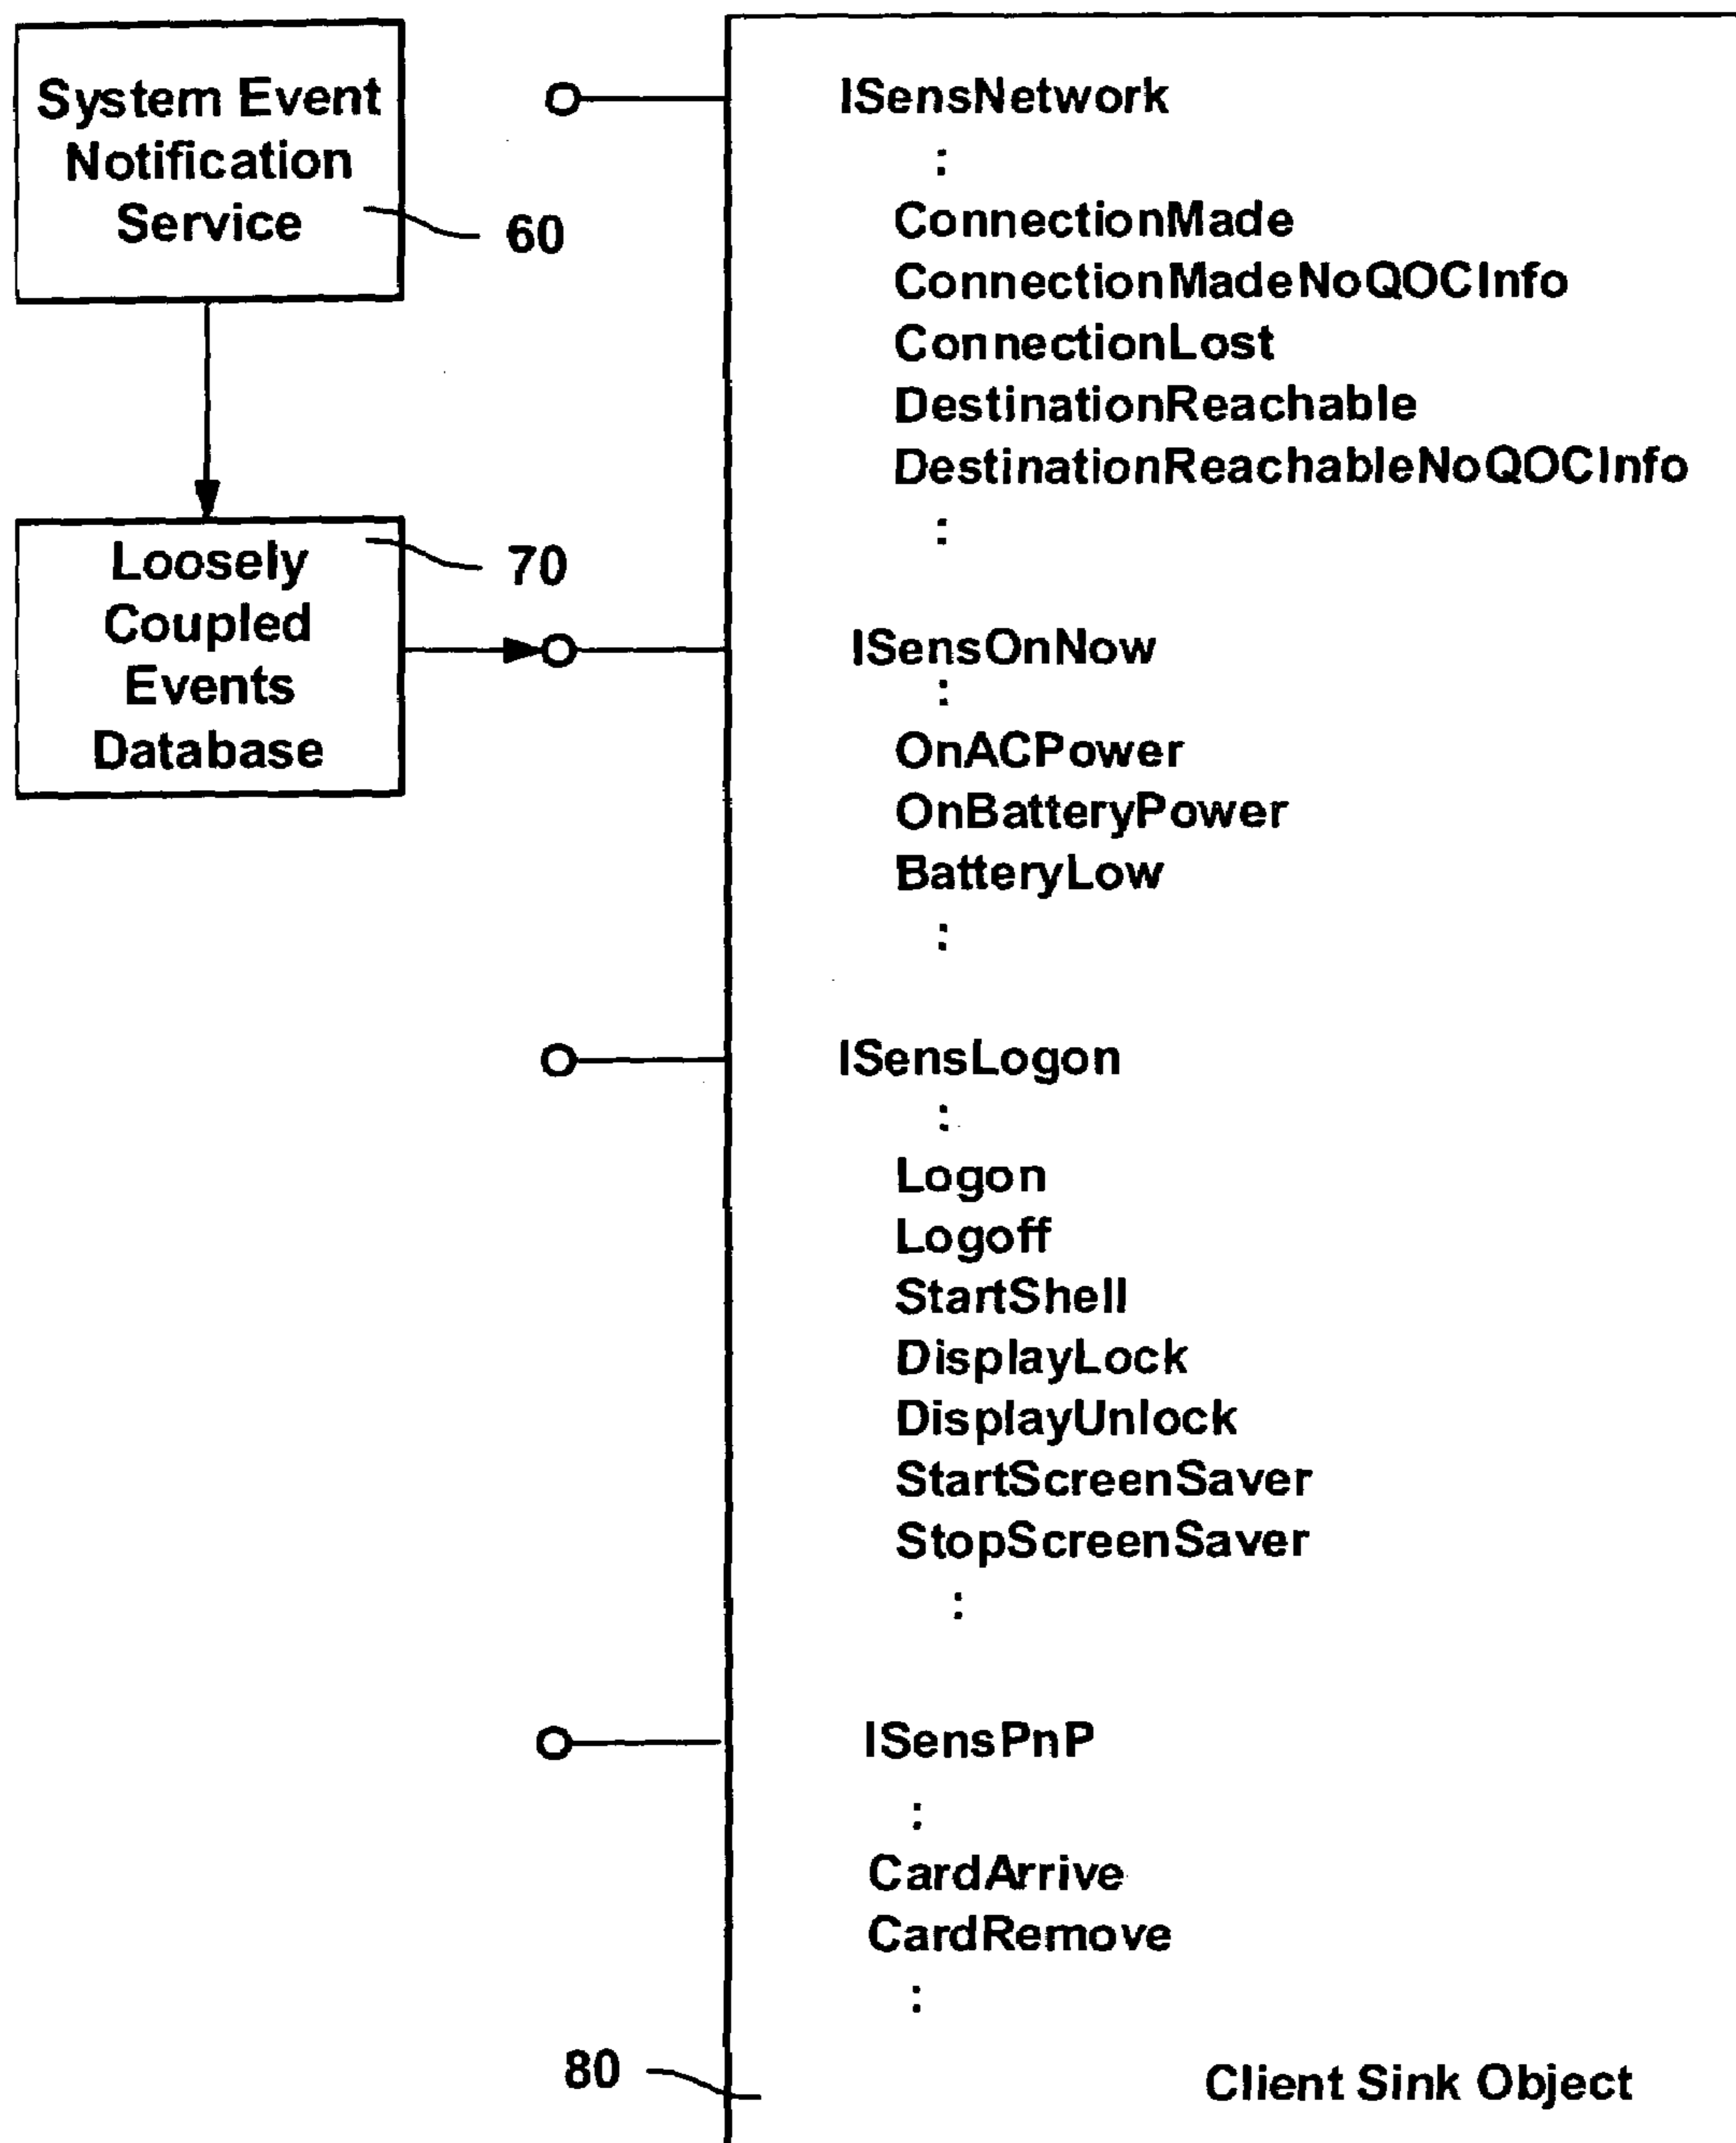 System Event
Notification
Service
60
Loosely
Coupled
Events
Database
70
ISensNetwork
:
ConnectionMade
ConnectionMadeNoQOCInfo
ConnectionLost
DestinationReachable
DestinationReachableNoQOCInfo
:
ISensOnNow
:
OnACPower
OnBatteryPower
BatteryLow
:
ISensLogon
:
Logon
Logoff
StartShell
DisplayLock
DisplayUnlock
StartScreenSaver
StopScreenSaver
:
ISensPnP
:
CardArrive
CardRemove
:
80
Client Sink Object